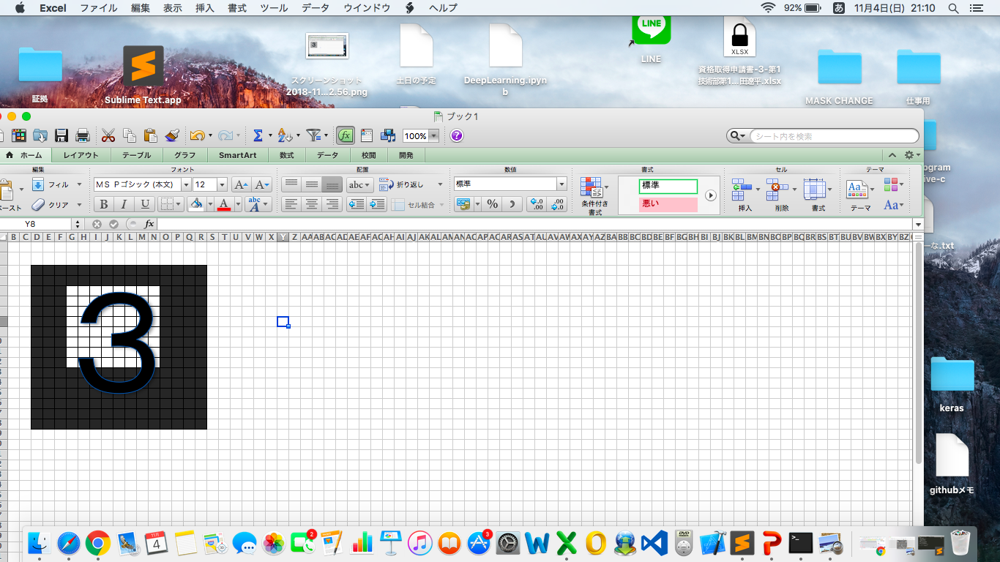 Excel ファイル 編集 表示 挿入 書式 ツール データ ウインドウ ヘルプ 92% あ 11月4日(日) 21:10
LINE
XLSX
LINE
スクリーンショット
2018-11...2.56.png
土日の予定
DeepLearning.ipyn
b
資格取得申請書-3-第1
技術部第1...田遼平.xlsx
証拠
Sublime Text.app
MASK CHANGE
仕事用
ブック1
100%
シート内を検索
ホーム レイアウト テーブル グラフ SmartArt 数式 データ 校閲 開発
編集 フォント 配置 数値 書式 セル テーマ
フィル MS Pゴシック (本文) 12 A A abc 折り返し 標準 標準
クリア B I U A abc A セル結合 % 悪い
ペースト 条件付き
書式 挿入 削除 書式 テーマ Aa
Y8 fx
B C D E F G H I J K L M N O P Q R S T U V W X Y Z AA AB AC AD AE AF AG AH AI AJ AK AL AM AN AO AP AQ AR AS AT AU AV AW AX AY AZ BA BB BC BD BE BF BG BH BI BJ BK BL BM BN BO BP BQ BR BS BT BU BV BW BX BY BZ
ogram
ive-c
ーな.txt
3
keras
githubメモ
11月
4
2
3